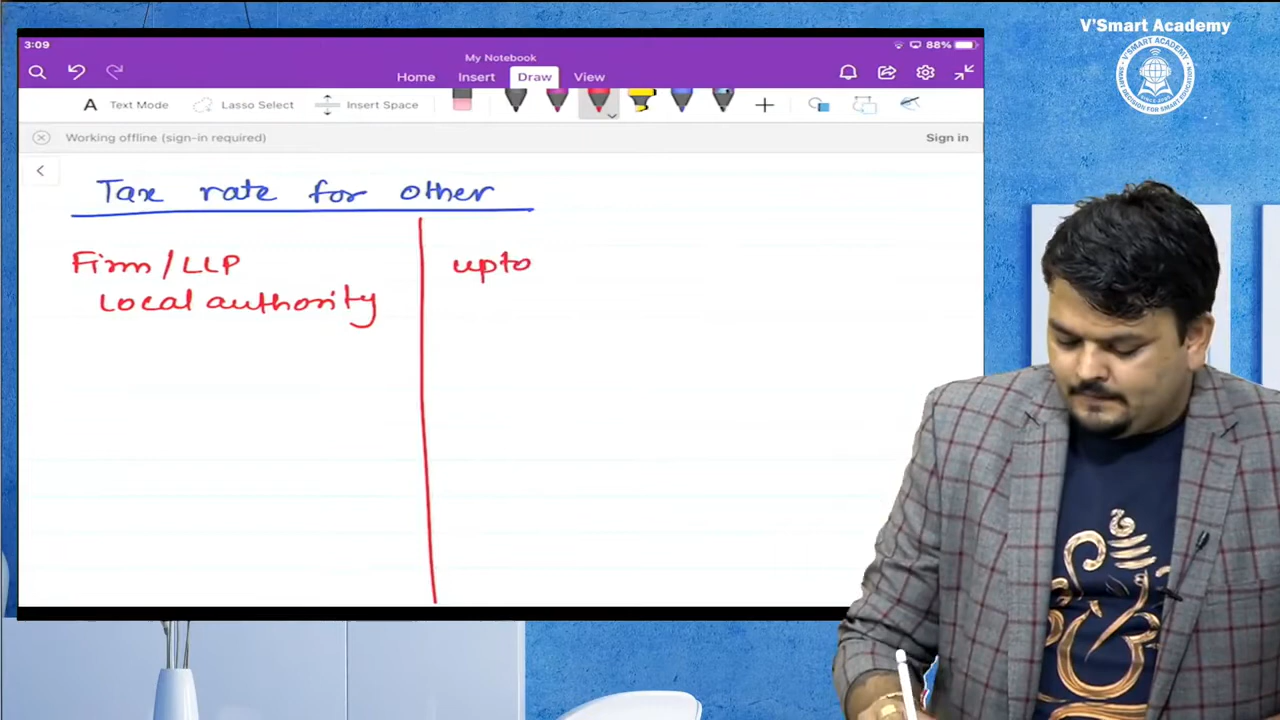 V'Smart Academy
3:09
88%
My Notebook
Home Insert Draw View
A Text Mode Lasso Select Insert Space
Working offline (sign-in required) Sign in
Tax rate for other
Firm/LLP upto
Local authority